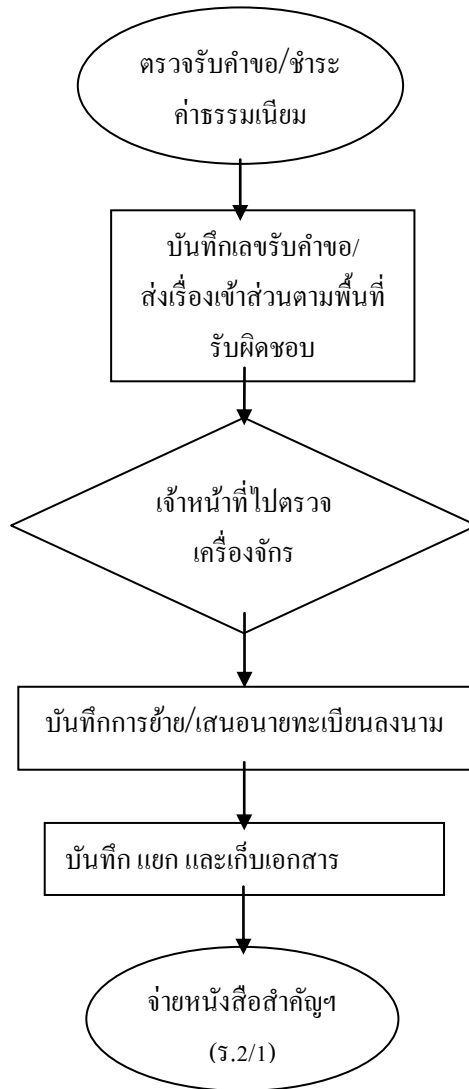 ตรวจรับคำขอ/ชำระ
ค่าธรรมเนียม
บันทึกเลขรับคำขอ/
ส่งเรื่องเข้าส่วนตามพื้นที่
รับผิดชอบ
เจ้าหน้าที่ไปตรวจ
เครื่องจักร
บันทึกการย้าย/เสนอนายทะเบียนลงนาม
บันทึก แยก และเก็บเอกสาร
จ่ายหนังสือสำคัญฯ
(ร.2/1)